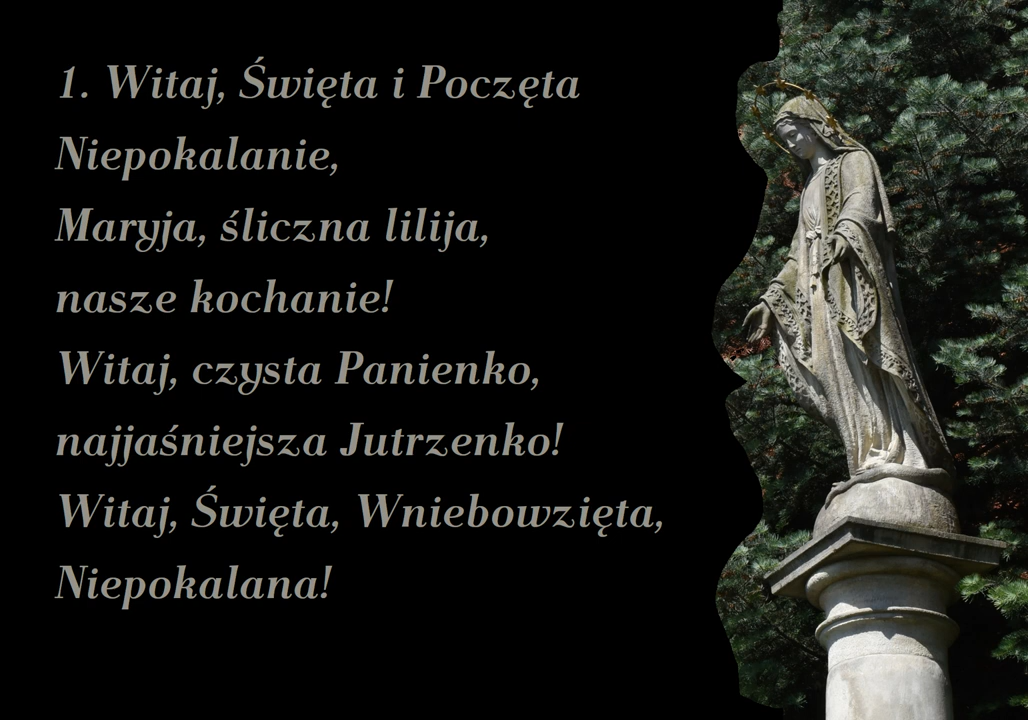 1. Witaj, Święta i Poczęta
Niepokalanie,
Maryja, śliczna lilija,
nasze kochanie!
Witaj, czysta Panienko,
najjaśniejsza Jutrzenko!
Witaj, Święta, Wniebowzięta,
Niepokalana!